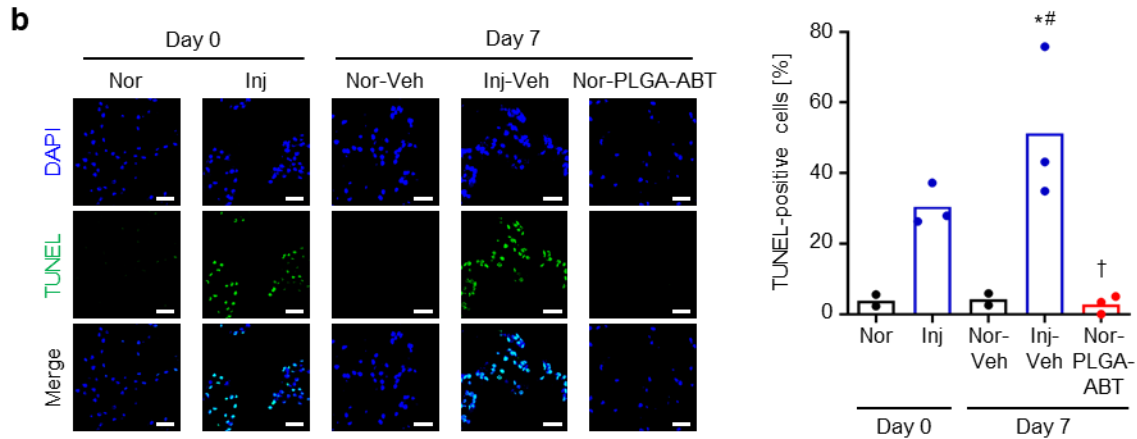 b
Day 0
Day 7
Nor
Inj
Nor-Veh
Inj-Veh
Nor-PLGA-ABT
DAPI
TUNEL
Merge
TUNEL-positive cells [%]
80
60
40
20
0
*#
†
Nor
Inj
Nor-
Veh
Inj-
Veh
Nor-
PLGA-
ABT
Day 0
Day 7